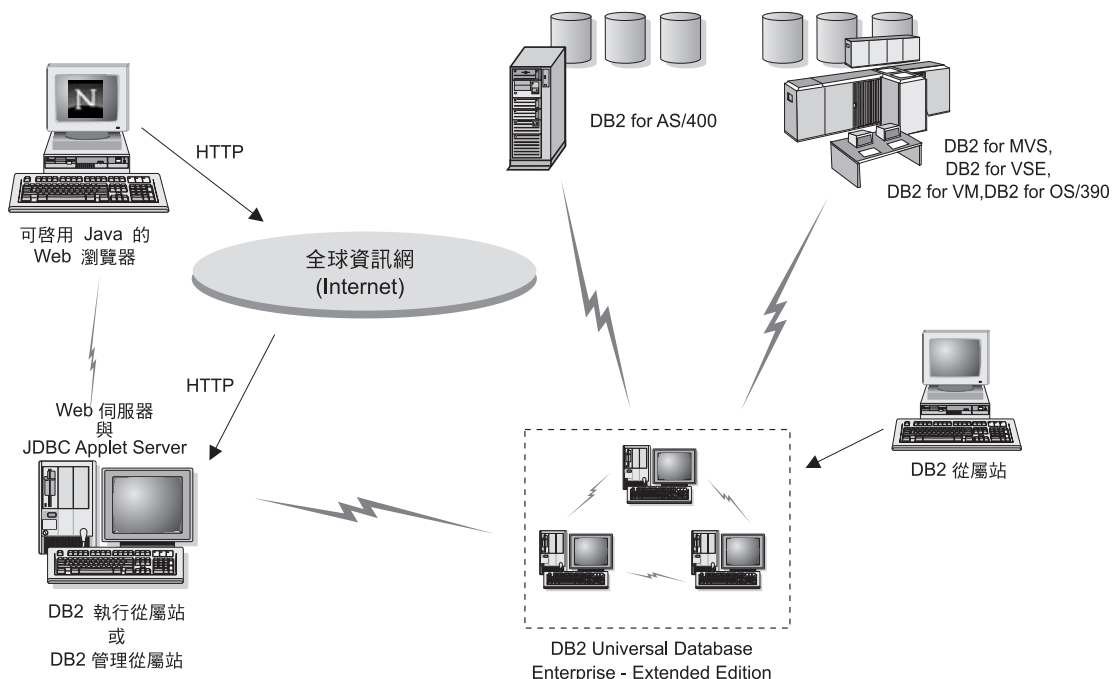 N
HTTP
可啓用 Java 的
Web 瀏覽器
DB2 for AS/400
DB2 for MVS,
DB2 for VSE,
DB2 for VM,DB2 for OS/390
全球資訊網
(Internet)
HTTP
Web 伺服器
與
JDBC Applet Server
DB2 執行從屬站
或
DB2 管理從屬站
DB2 從屬站
DB2 Universal Database
Enterprise - Extended Edition